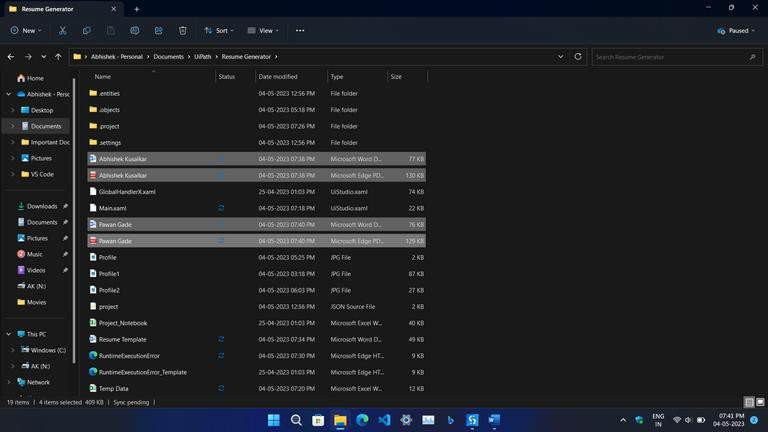 Resume Generator
New
Sort
View
Paused
Abhishek - Personal > Documents > UiPath > Resume Generator >
Search Resume Generator
Home
Abhishek - Perso
Desktop
Documents
Important Doc
Pictures
VS Code
Downloads
Documents
Pictures
Music
Videos
AK (N:)
Movies
This PC
Windows (C:)
AK (N:)
Network
Name Status Date modified Type Size
.entities 04-05-2023 12:56 PM File folder
.objects 04-05-2023 05:18 PM File folder
.project 04-05-2023 07:26 PM File folder
.settings 04-05-2023 12:56 PM File folder
Abhishek Kusalkar 04-05-2023 07:38 PM Microsoft Word D... 77 KB
Abhishek Kusalkar 04-05-2023 07:38 PM Microsoft Edge PD... 130 KB
GlobalHandlerX.xaml 25-04-2023 01:03 PM UiStudio.xaml 74 KB
Main.xaml 04-05-2023 07:18 PM UiStudio.xaml 22 KB
Pawan Gade 04-05-2023 07:40 PM Microsoft Word D... 76 KB
Pawan Gade 04-05-2023 07:40 PM Microsoft Edge PD... 129 KB
Profile 04-05-2023 05:25 PM JPG File 2 KB
Profile1 04-05-2023 03:18 PM JPG File 87 KB
Profile2 04-05-2023 06:03 PM JPG File 27 KB
project 04-05-2023 12:56 PM JSON Source File 2 KB
Project_Notebook 25-04-2023 01:03 PM Microsoft Excel W... 40 KB
Resume Template 04-05-2023 07:34 PM Microsoft Word D... 49 KB
RuntimeExecutionError 04-05-2023 07:30 PM Microsoft Edge HT... 9 KB
RuntimeExecutionError_Template 25-04-2023 01:03 PM Microsoft Edge HT... 9 KB
Temp Data 04-05-2023 07:20 PM Microsoft Excel W... 12 KB
19 items | 4 items selected 409 KB | Sync pending |
ENG
IN
07:41 PM
04-05-2023